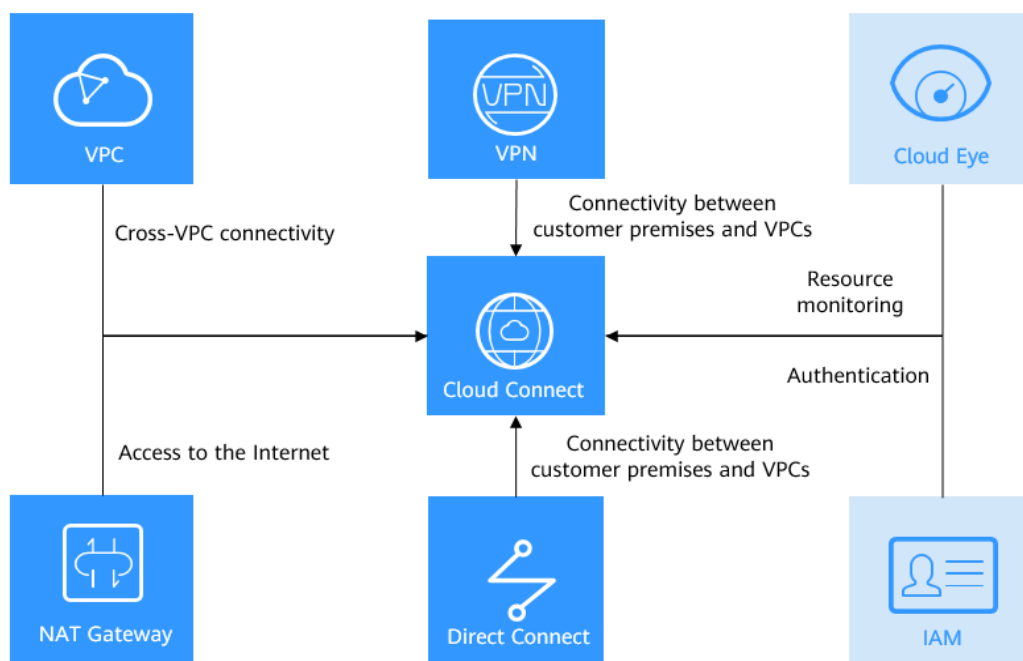 VPN
VPC
VPN
Cloud Eye
Connectivity between
customer premises and VPCs
Cross-VPC connectivity
Resource
monitoring
Cloud Connect
Authentication
Access to the Internet
Connectivity between
customer premises and VPCs
NAT Gateway
Direct Connect
IAM